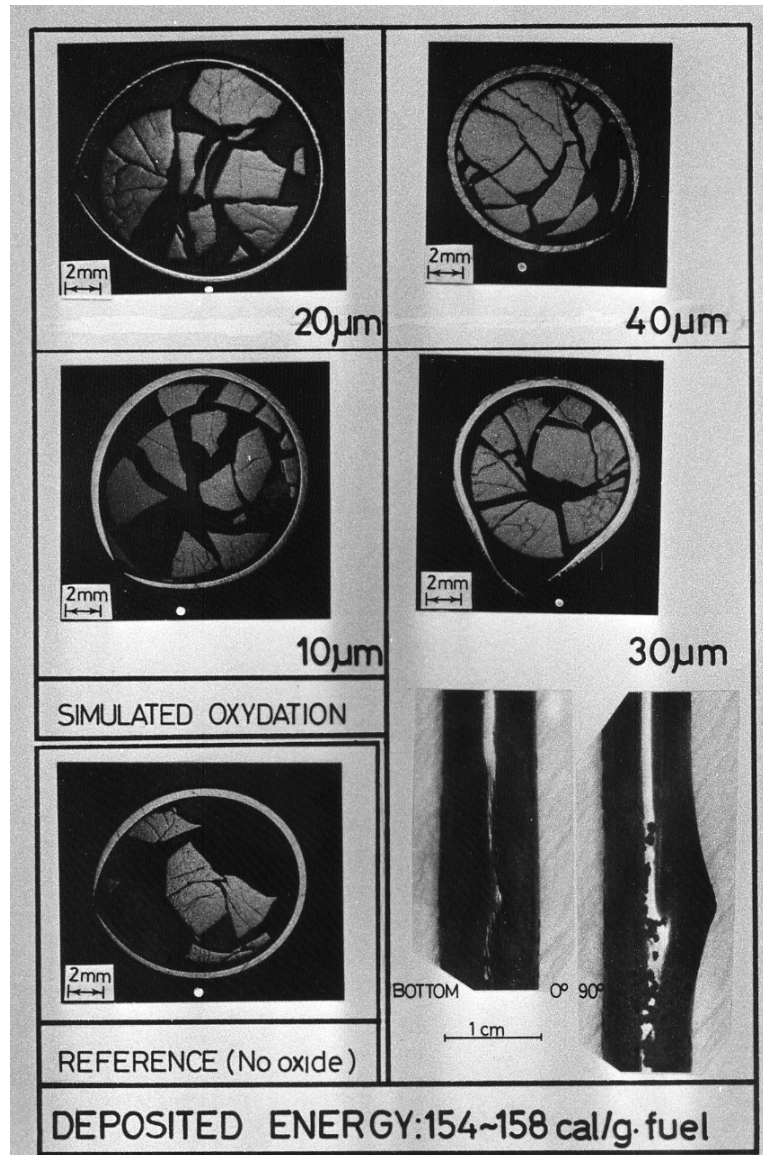 2mm
20μm
2mm
40μm
2mm
10μm
2mm
30μm
SIMULATED OXYDATION
2mm
REFERENCE (No oxide)
BOTTOM 0° 90°
1 cm
DEPOSITED ENERGY:154~158 cal/g·fuel